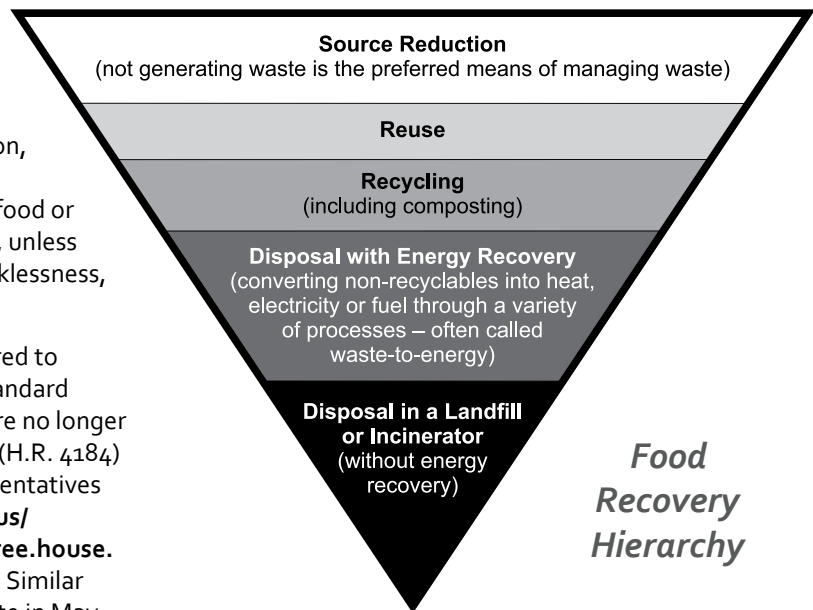 on,
food or
, unless
klessness,
red to
andard
re no longer
(H.R. 4184)
entatives
us/
ree.house.
. Similar
te in May
Source Reduction
(not generating waste is the preferred means of managing waste)
Reuse
Recycling
(including composting)
Disposal with Energy Recovery
(converting non-recyclables into heat,
electricity or fuel through a variety
of processes – often called
waste-to-energy)
Disposal in a Landfill
or Incinerator
(without energy
recovery)
Food
Recovery
Hierarchy